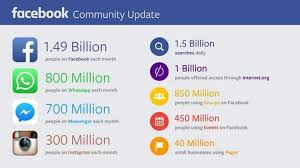 facebook Community Update
1.49 Billion
people on Facebook each month
800 Million
people on WhatsApp each month
700 Million
people on Messenger each month
300 Million
people on Instagram each month
1.5 Billion
searches daily
1 Billion
people offered access through internet.org
850 Million
people using Groups on Facebook
450 Million
people using Events on Facebook
40 Million
small businesses using Pages